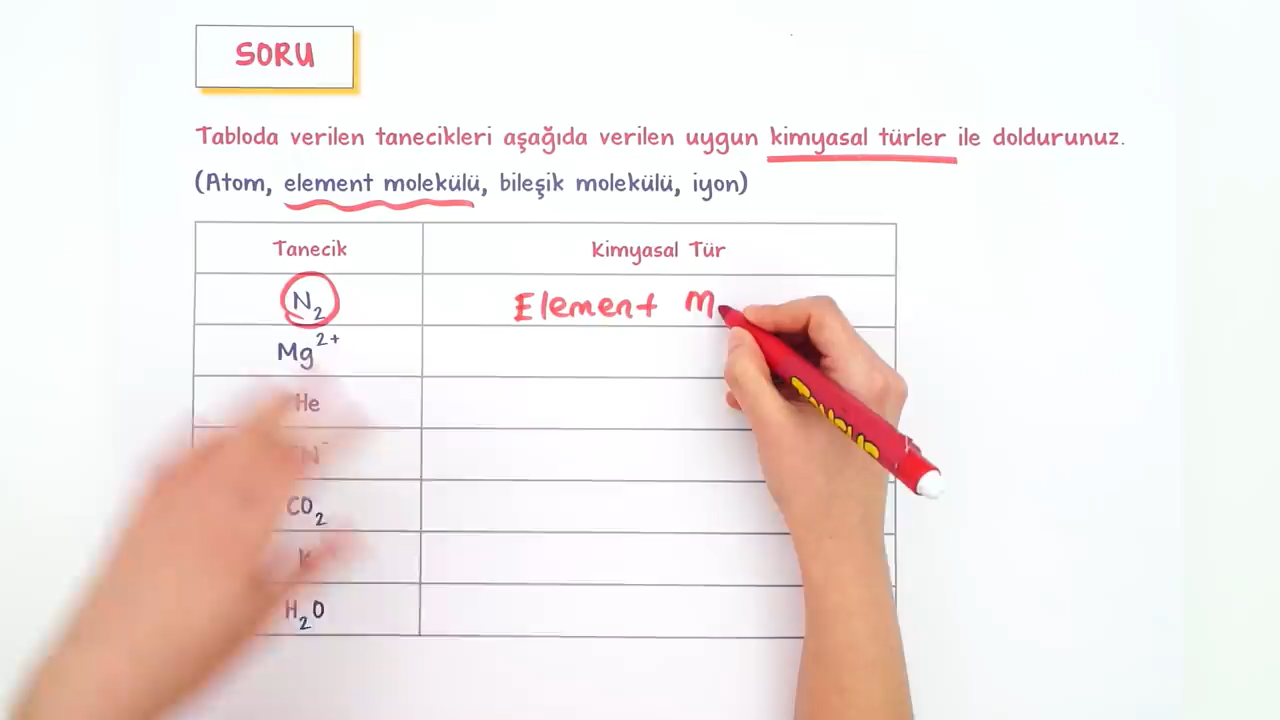 SORU
Tabloda verilen tanecikleri aşağıda verilen uygun kimyasal türler ile doldurunuz.
(Atom, element molekülü, bileşik molekülü, iyon)
Tanecik Kimyasal Tür
N₂ Element M
Mg²⁺
He
CO₂
H₂O